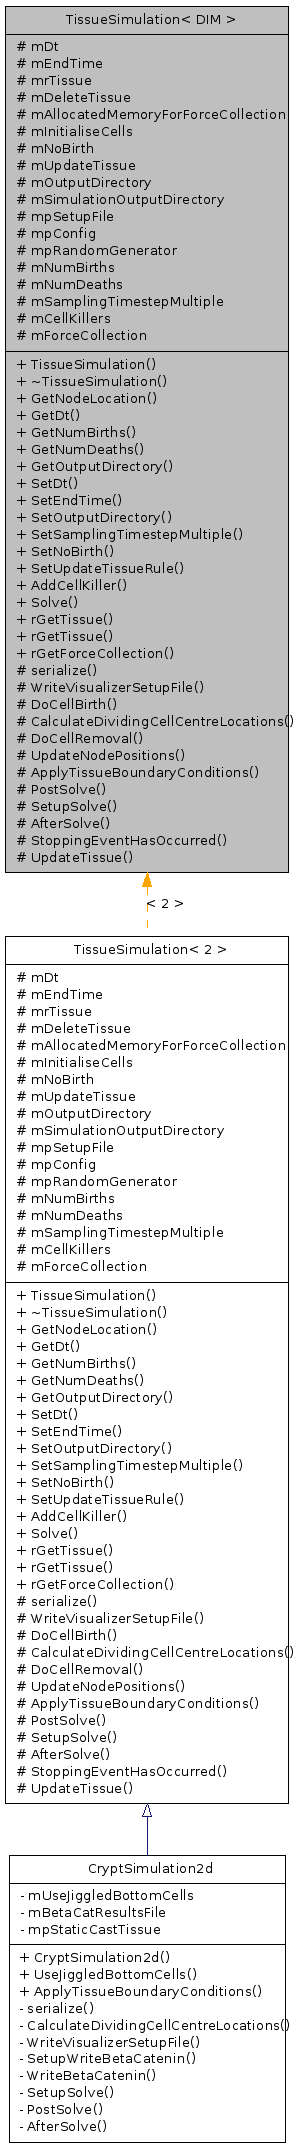 TissueSimulation< DIM >
# mDt
# mEndTime
# mrTissue
# mDeleteTissue
# mAllocatedMemoryForForceCollection
# mInitialiseCells
# mNoBirth
# mUpdateTissue
# mOutputDirectory
# mSimulationOutputDirectory
# mpSetupFile
# mpConfig
# mpRandomGenerator
# mNumBirths
# mNumDeaths
# mSamplingTimestepMultiple
# mCellKillers
# mForceCollection
+ TissueSimulation()
+ ~TissueSimulation()
+ GetNodeLocation()
+ GetDt()
+ GetNumBirths()
+ GetNumDeaths()
+ GetOutputDirectory()
+ SetDt()
+ SetEndTime()
+ SetOutputDirectory()
+ SetSamplingTimestepMultiple()
+ SetNoBirth()
+ SetUpdateTissueRule()
+ AddCellKiller()
+ Solve()
+ rGetTissue()
+ rGetTissue()
+ rGetForceCollection()
# serialize()
# WriteVisualizerSetupFile()
# DoCellBirth()
# CalculateDividingCellCentreLocations()
# DoCellRemoval()
# UpdateNodePositions()
# ApplyTissueBoundaryConditions()
# PostSolve()
# SetupSolve()
# AfterSolve()
# StoppingEventHasOccurred()
# UpdateTissue()
< 2 >
TissueSimulation< 2 >
# mDt
# mEndTime
# mrTissue
# mDeleteTissue
# mAllocatedMemoryForForceCollection
# mInitialiseCells
# mNoBirth
# mUpdateTissue
# mOutputDirectory
# mSimulationOutputDirectory
# mpSetupFile
# mpConfig
# mpRandomGenerator
# mNumBirths
# mNumDeaths
# mSamplingTimestepMultiple
# mCellKillers
# mForceCollection
+ TissueSimulation()
+ ~TissueSimulation()
+ GetNodeLocation()
+ GetDt()
+ GetNumBirths()
+ GetNumDeaths()
+ GetOutputDirectory()
+ SetDt()
+ SetEndTime()
+ SetOutputDirectory()
+ SetSamplingTimestepMultiple()
+ SetNoBirth()
+ SetUpdateTissueRule()
+ AddCellKiller()
+ Solve()
+ rGetTissue()
+ rGetTissue()
+ rGetForceCollection()
# serialize()
# WriteVisualizerSetupFile()
# DoCellBirth()
# CalculateDividingCellCentreLocations()
# DoCellRemoval()
# UpdateNodePositions()
# ApplyTissueBoundaryConditions()
# PostSolve()
# SetupSolve()
# AfterSolve()
# StoppingEventHasOccurred()
# UpdateTissue()
CryptSimulation2d
- mUseJiggledBottomCells
- mBetaCatResultsFile
- mpStaticCastTissue
+ CryptSimulation2d()
+ UseJiggledBottomCells()
+ ApplyTissueBoundaryConditions()
- serialize()
- CalculateDividingCellCentreLocations()
- WriteVisualizerSetupFile()
- SetupWriteBetaCatenin()
- WriteBetaCatenin()
- SetupSolve()
- PostSolve()
- AfterSolve()